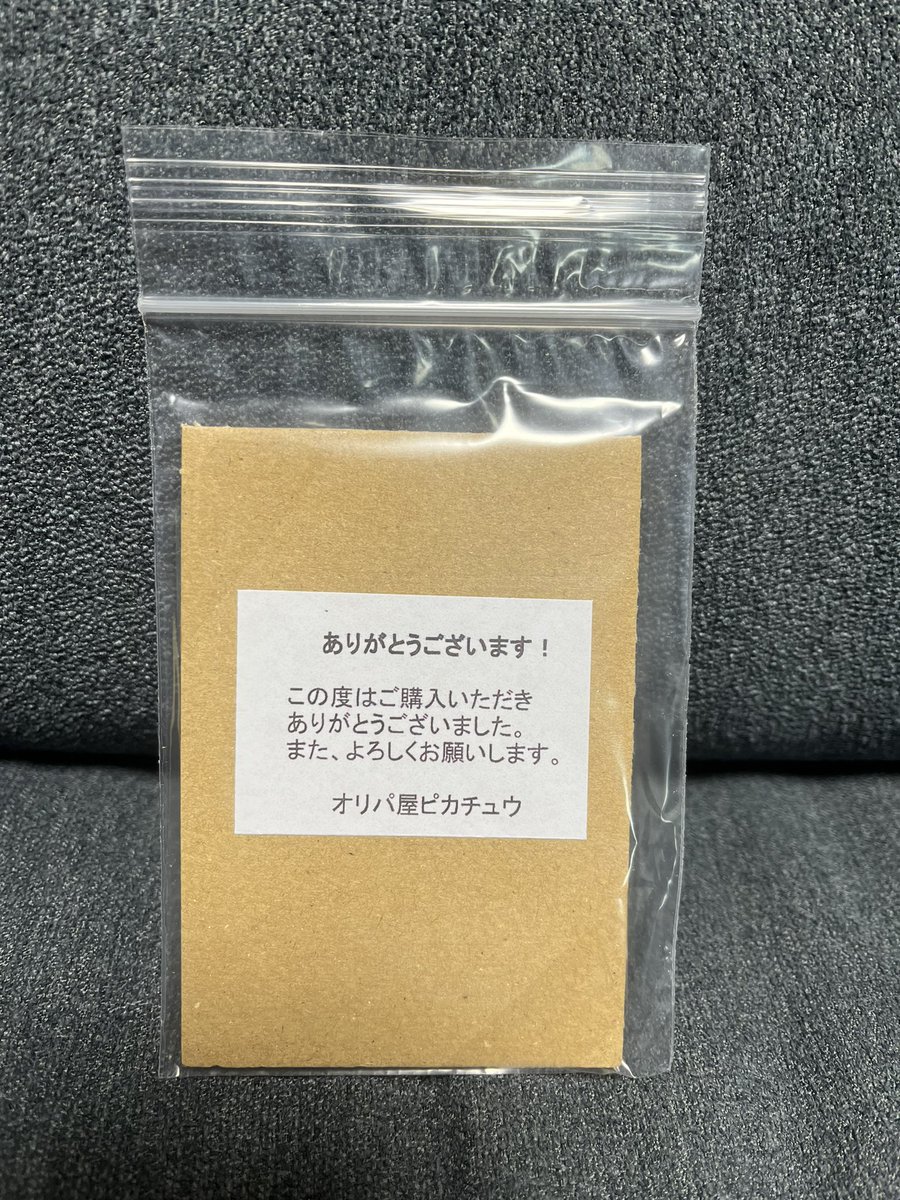 ありがとうございます！
この度はご購入いただき
ありがとうございました。
また、よろしくお願いします。
オリパ屋ピカチュウ